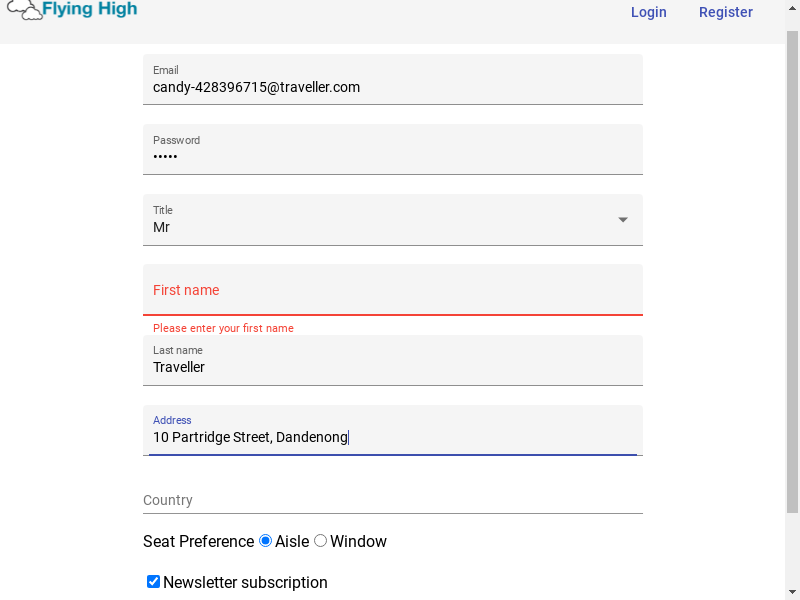 Flying High
Login Register
Email
candy-428396715@traveller.com
Password
•••••
Title
Mr
First name
Please enter your first name
Last name
Traveller
Address
10 Partridge Street, Dandenong
Country
Seat Preference Aisle Window
Newsletter subscription